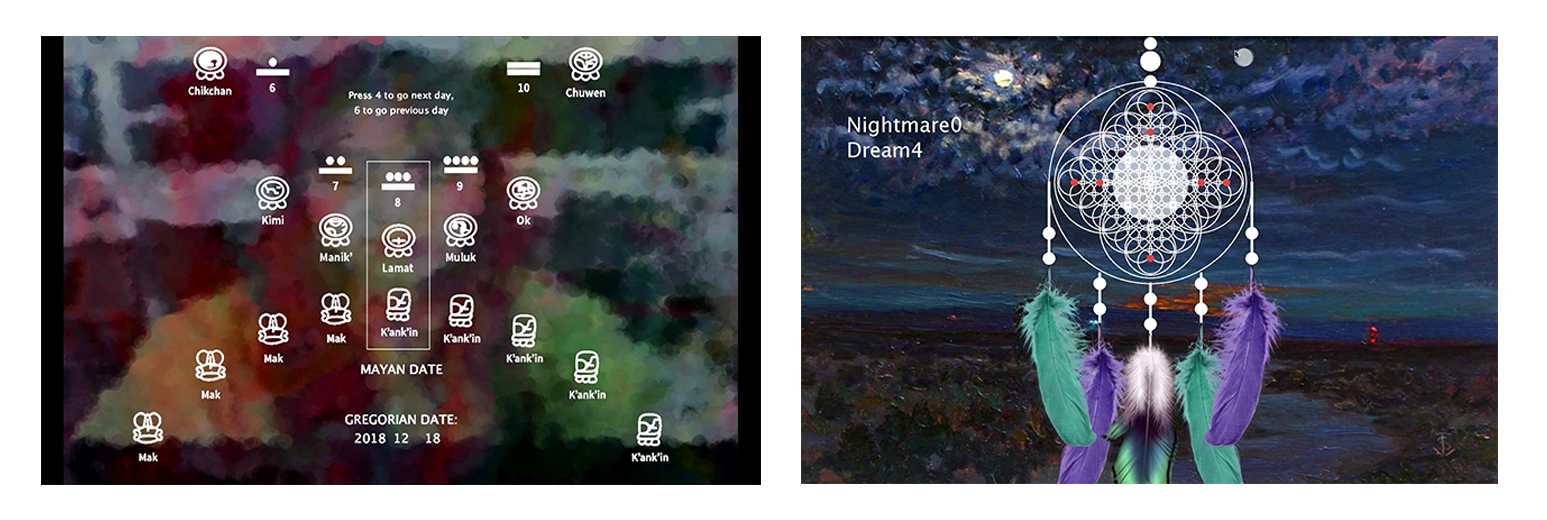 Chikchan
6
10
Chuwen
Press 4 to go next day,
6 to go previous day
7
8
9
Kimi
Ok
Manik'
Lamat
Muluk
Mak
K'ank'in
K'ank'in
Mak
K'ank'in
Mak
K'ank'in
MAYAN DATE
GREGORIAN DATE:
2018 12 18
Mak
K'ank'in
Nightmare0
Dream4